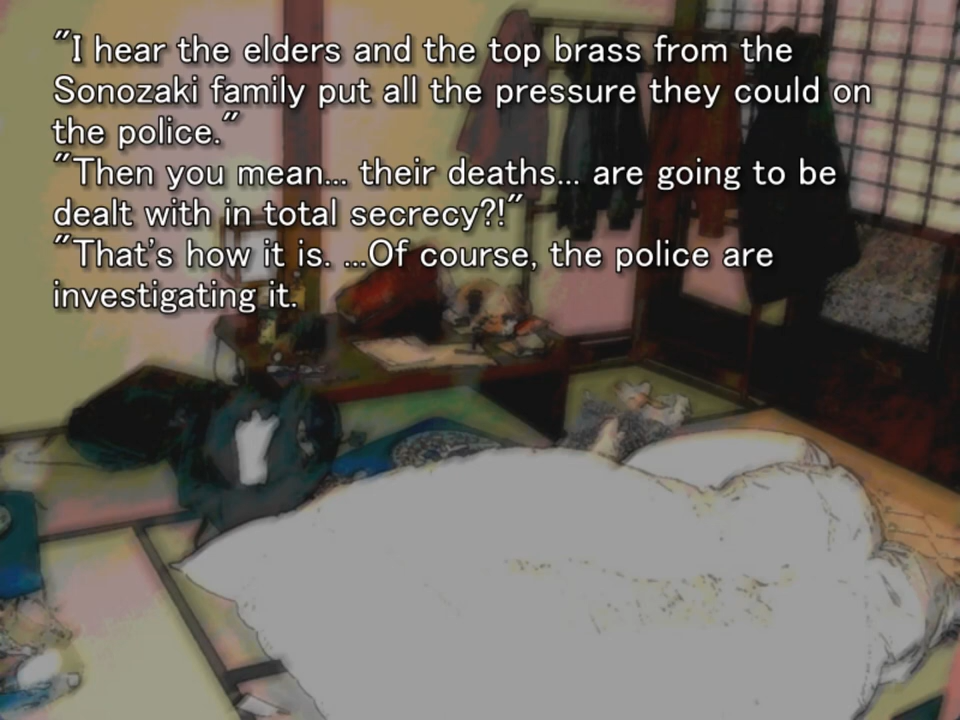 "I hear the elders and the top brass from the
Sonozaki family put all the pressure they could on
the police."
"Then you mean... their deaths... are going to be
dealt with in total secrecy?!"
"That's how it is. ...Of course, the police are
investigating it.